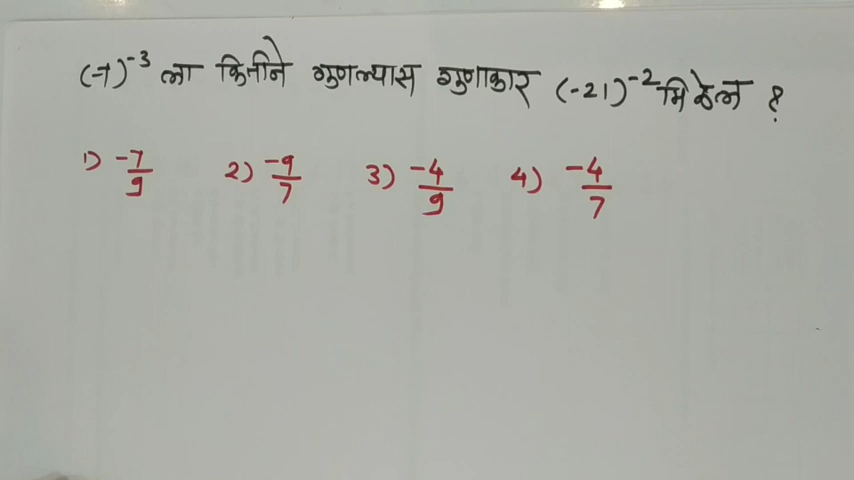 (-7)⁻³ ला कितीने गुणल्यास गुणाकार (-21)⁻² मिळेल ?
1) -7/9 2) -9/7 3) -4/9 4) -4/7